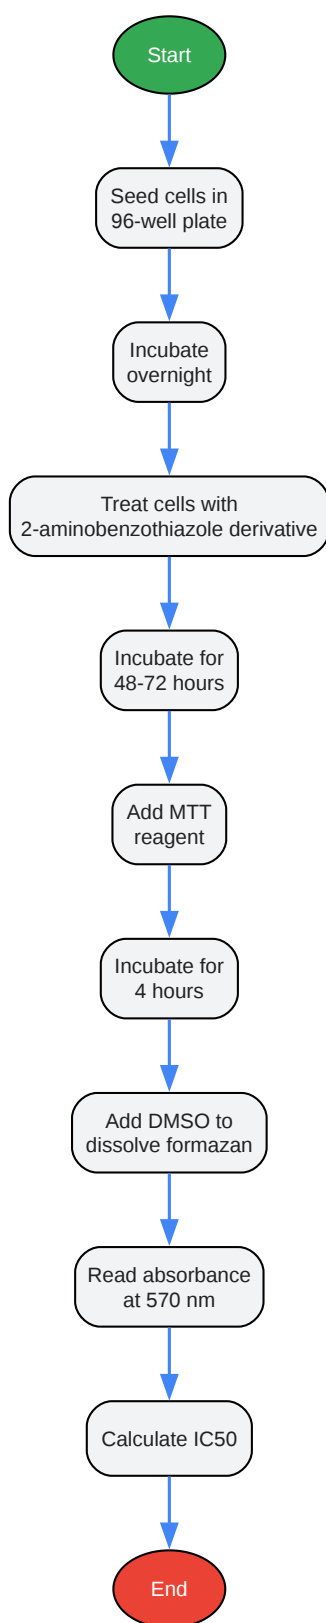 Start
Seed cells in
96-well plate
Incubate
overnight
Treat cells with
2-aminobenzothiazole derivative
Incubate for
48-72 hours
Add MTT
reagent
Incubate for
4 hours
Add DMSO to
dissolve formazan
Read absorbance
at 570 nm
Calculate IC50
End